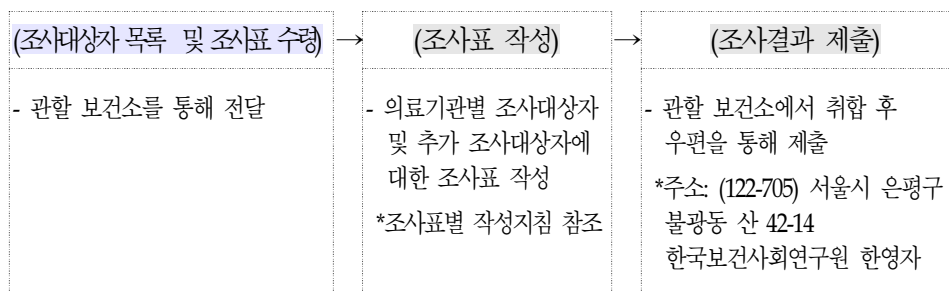 (조사대상자 목록 및 조사표 수령) → (조사표 작성) → (조사결과 제출)
- 관할 보건소를 통해 전달
- 의료기관별 조사대상자
및 추가 조사대상자에
대한 조사표 작성
*조사표별 작성지침 참조
- 관할 보건소에서 취합 후
우편을 통해 제출
*주소: (122-705) 서울시 은평구
불광동 산 42-14
한국보건사회연구원 한영자